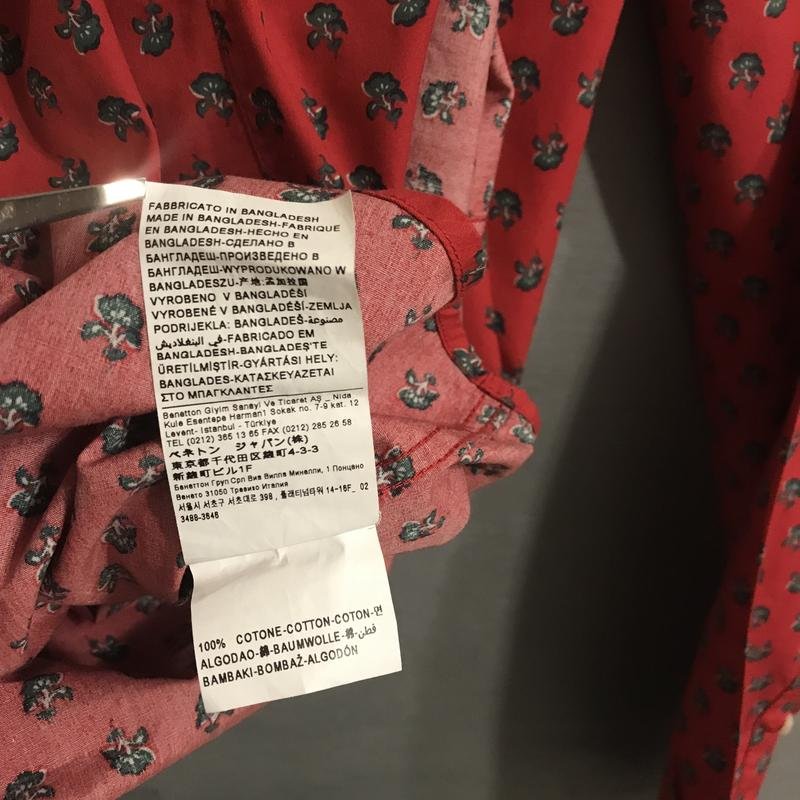 FABBRICATO IN BANGLADESH
MADE IN BANGLADESH-FABRIQUE
EN BANGLADESH-HECHO EN
BANGLADESH-СДЕЛАНО В
БАНГЛАДЕШ-ПРОИЗВЕДЕНО В
БАНГЛАДЕШ-WYPRODUKOWANO W
BANGLADESZU-产地:孟加拉国
VYROBENO V BANGLADÉŠI
VYROBENÉ V BANGLADÉŠI-ZEMLJA
PODRIJEKLA: BANGLADEŠ-مصنوعة
في البنغلاديش-FABRICADO EM
BANGLADESH-BANGLADEŞ'TE
ÜRETİLMİŞTİR-GYÁRTÁSI HELY:
BANGLADES-ΚΑΤΑΣΚΕΥΑΖΕΤΑΙ
ΣΤΟ ΜΠΑΓΚΛΑΝΤΕΣ
Benetton Giyim Sanayi Ve Ticaret AŞ _ Nida
Kule Esentepe Harman1 Sokak no. 7-9 kat. 12
Levent- Istanbul - Türkiye
TEL (0212) 365 13 65 FAX (0212) 285 26 58
ベネトン ジャパン(株)
東京都千代田区麹町4-3-3
新麹町ビル1F
Бенеттон Груп Срл Виа Вилла Минелли, 1 Понцано
Венето 31050 Тревизо Италия
서울시 서초구 서초대로 398, 플래티넘타워 14-16F_ 02
3488-3646
100% COTONE-COTTON-COTON-면
ALGODAO-棉-BAUMWOLLE-棉-قطن
BAMBAKI-BOMBAŽ-ALGODÓN